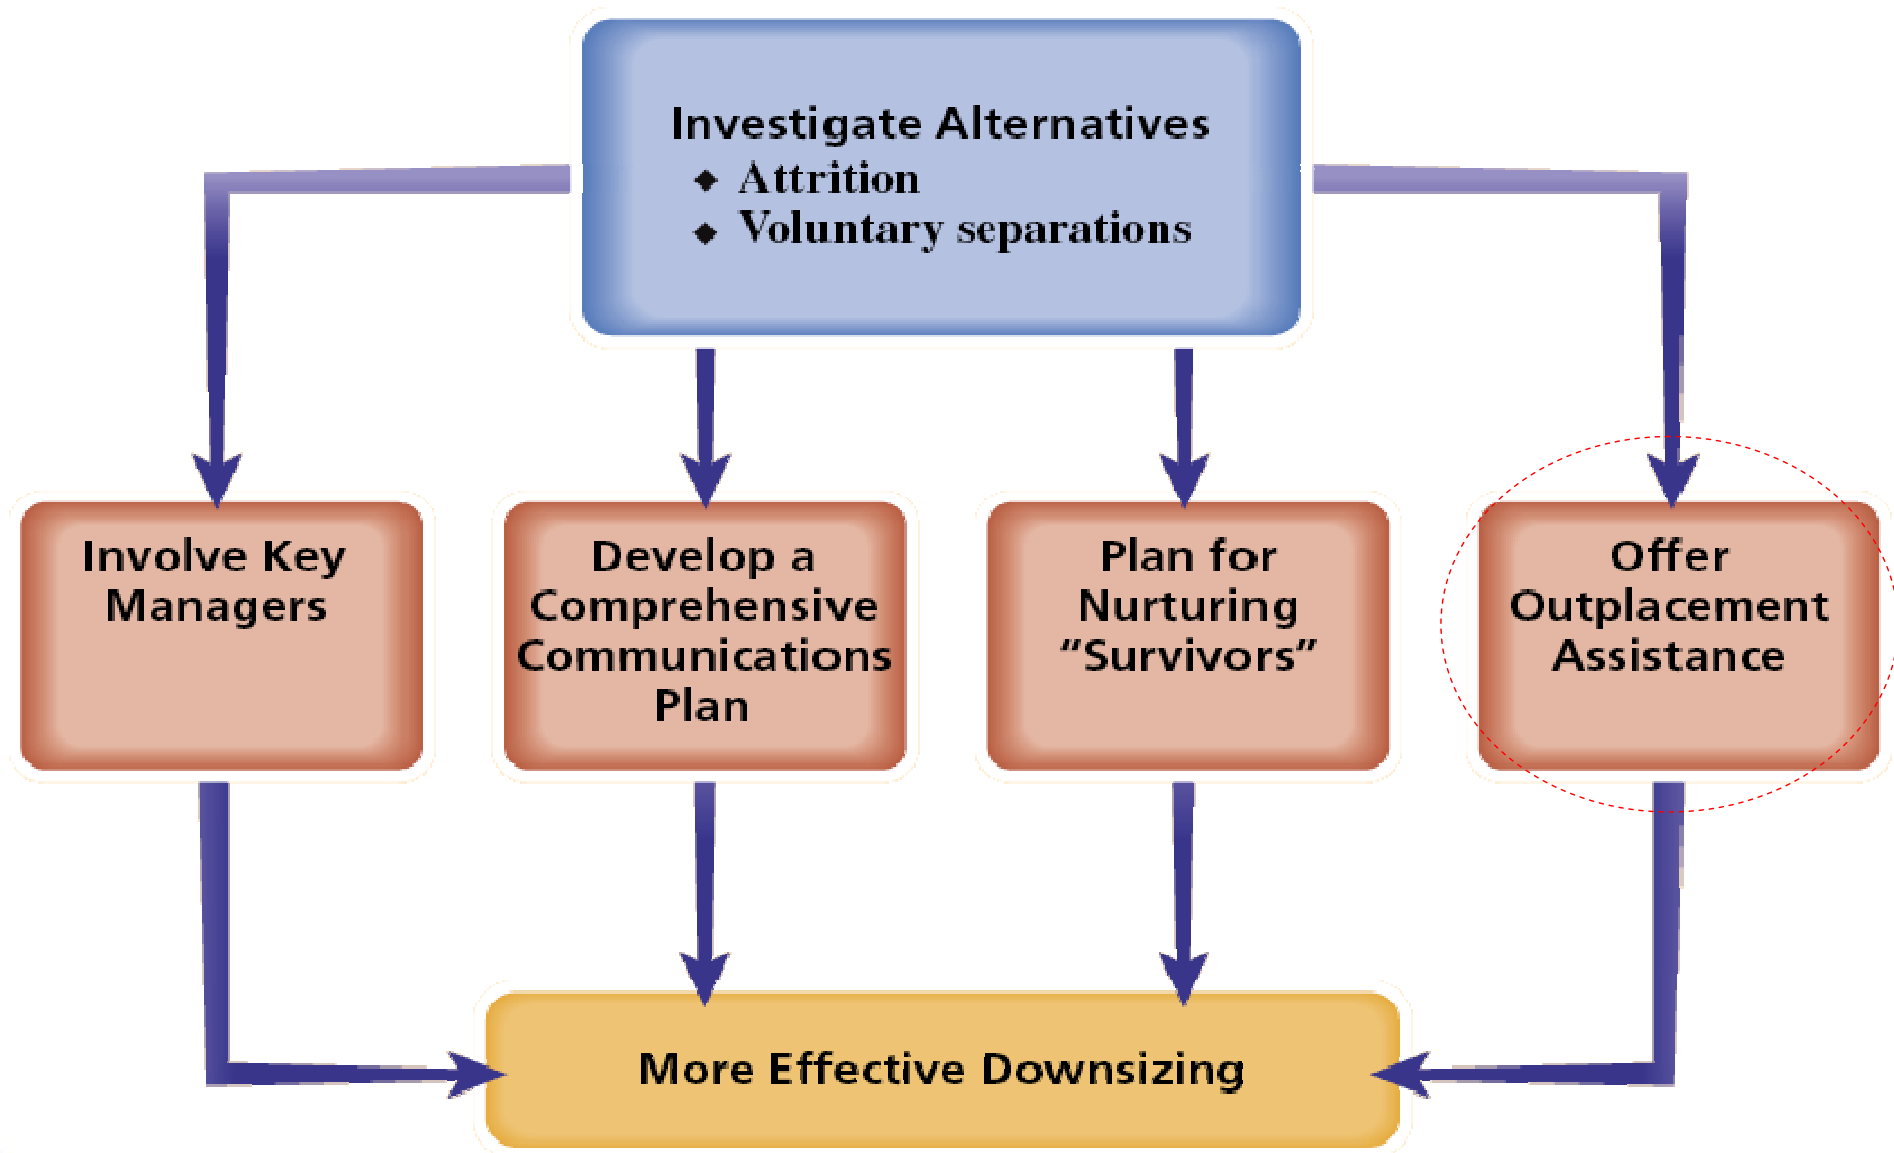 Investigate Alternatives
◆ Attrition
◆ Voluntary separations
Involve Key
Managers
Develop a
Comprehensive
Communications
Plan
Plan for
Nurturing
“Survivors”
Offer
Outplacement
Assistance
More Effective Downsizing